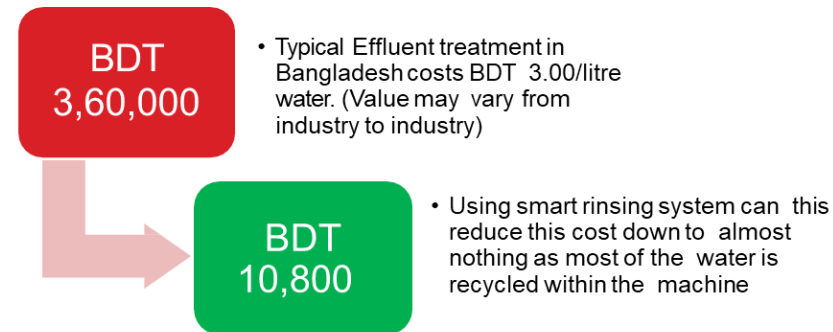 BDT
3,60,000
• Typical Effluent treatment in
Bangladesh costs BDT 3.00/litre
water. (Value may vary from
industry to industry)
BDT
10,800
• Using smart rinsing system can this
reduce this cost down to almost
nothing as most of the water is
recycled within the machine